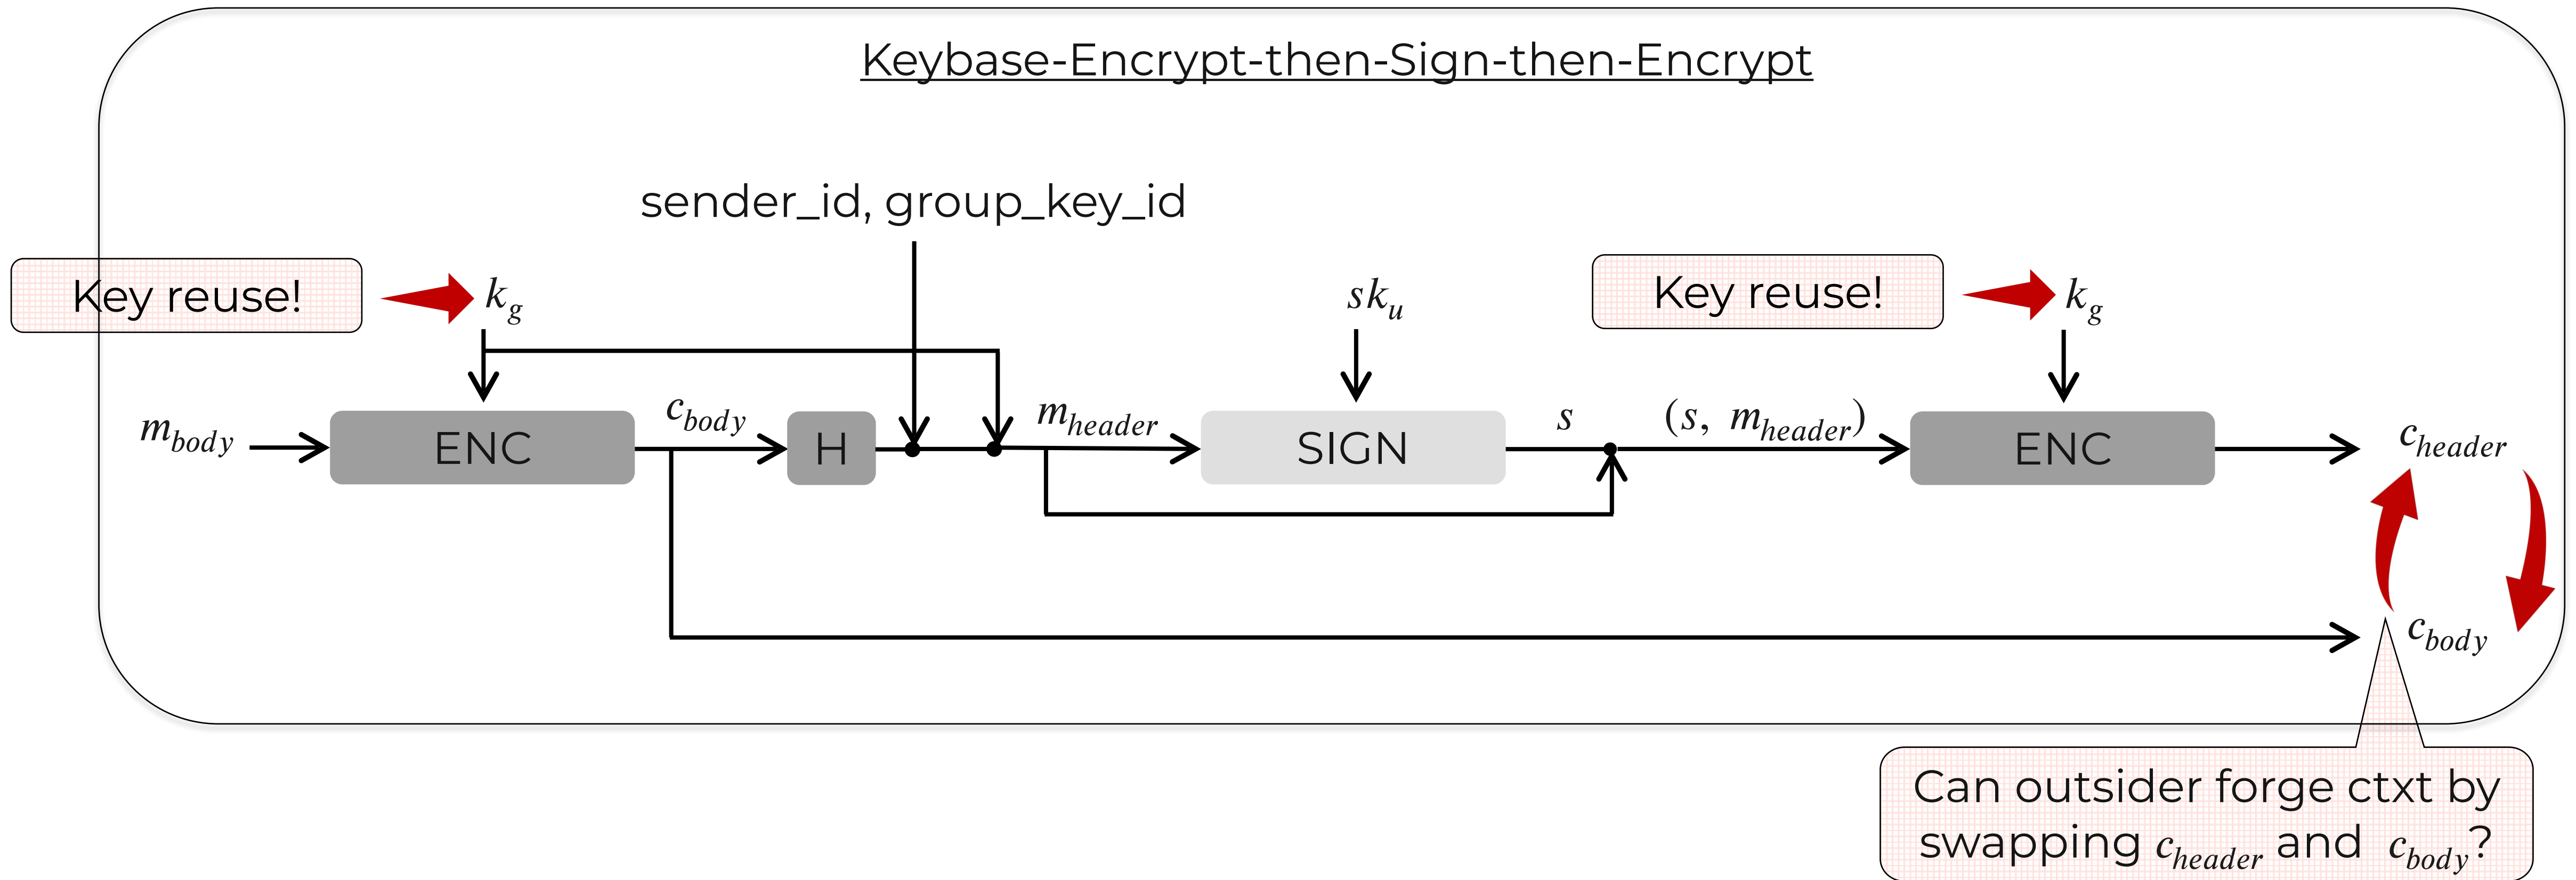 Keybase-Encrypt-then-Sign-then-Encrypt
sender_id, group_key_id
Key reuse!
k_g
sk_u
Key reuse!
k_g
m_body
ENC
c_body
H
m_header
SIGN
s
(s, m_header)
ENC
c_header
c_body
Can outsider forge ctxt by
swapping c_header and c_body?